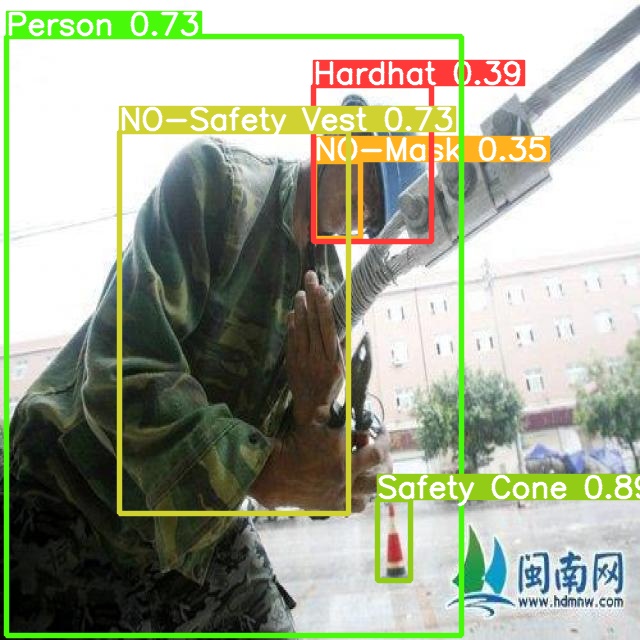 Person 0.73
Hardhat 0.39
NO-Safety Vest 0.73
NO-Mask 0.35
Safety Cone 0.89
闽南网
www.hdmnw.com